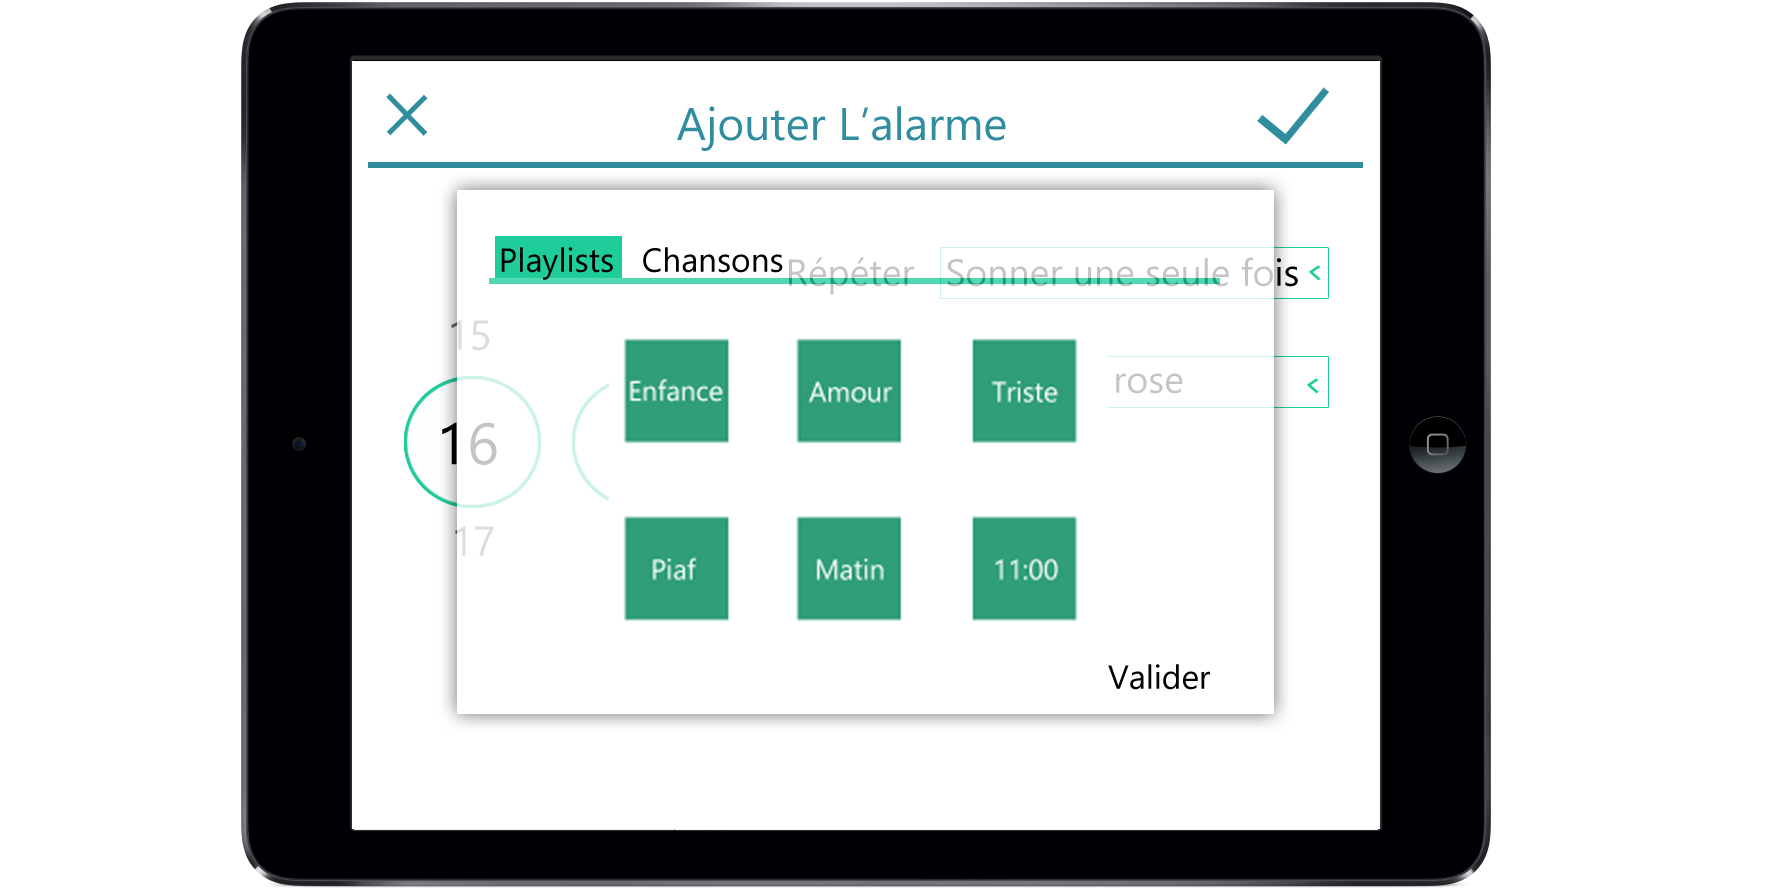 Ajouter L’alarme
Playlists Chansons
Répéter Sonner une seule fois <
15
rose <
16
17
Enfance Amour Triste
Piaf Matin 11:00
Valider